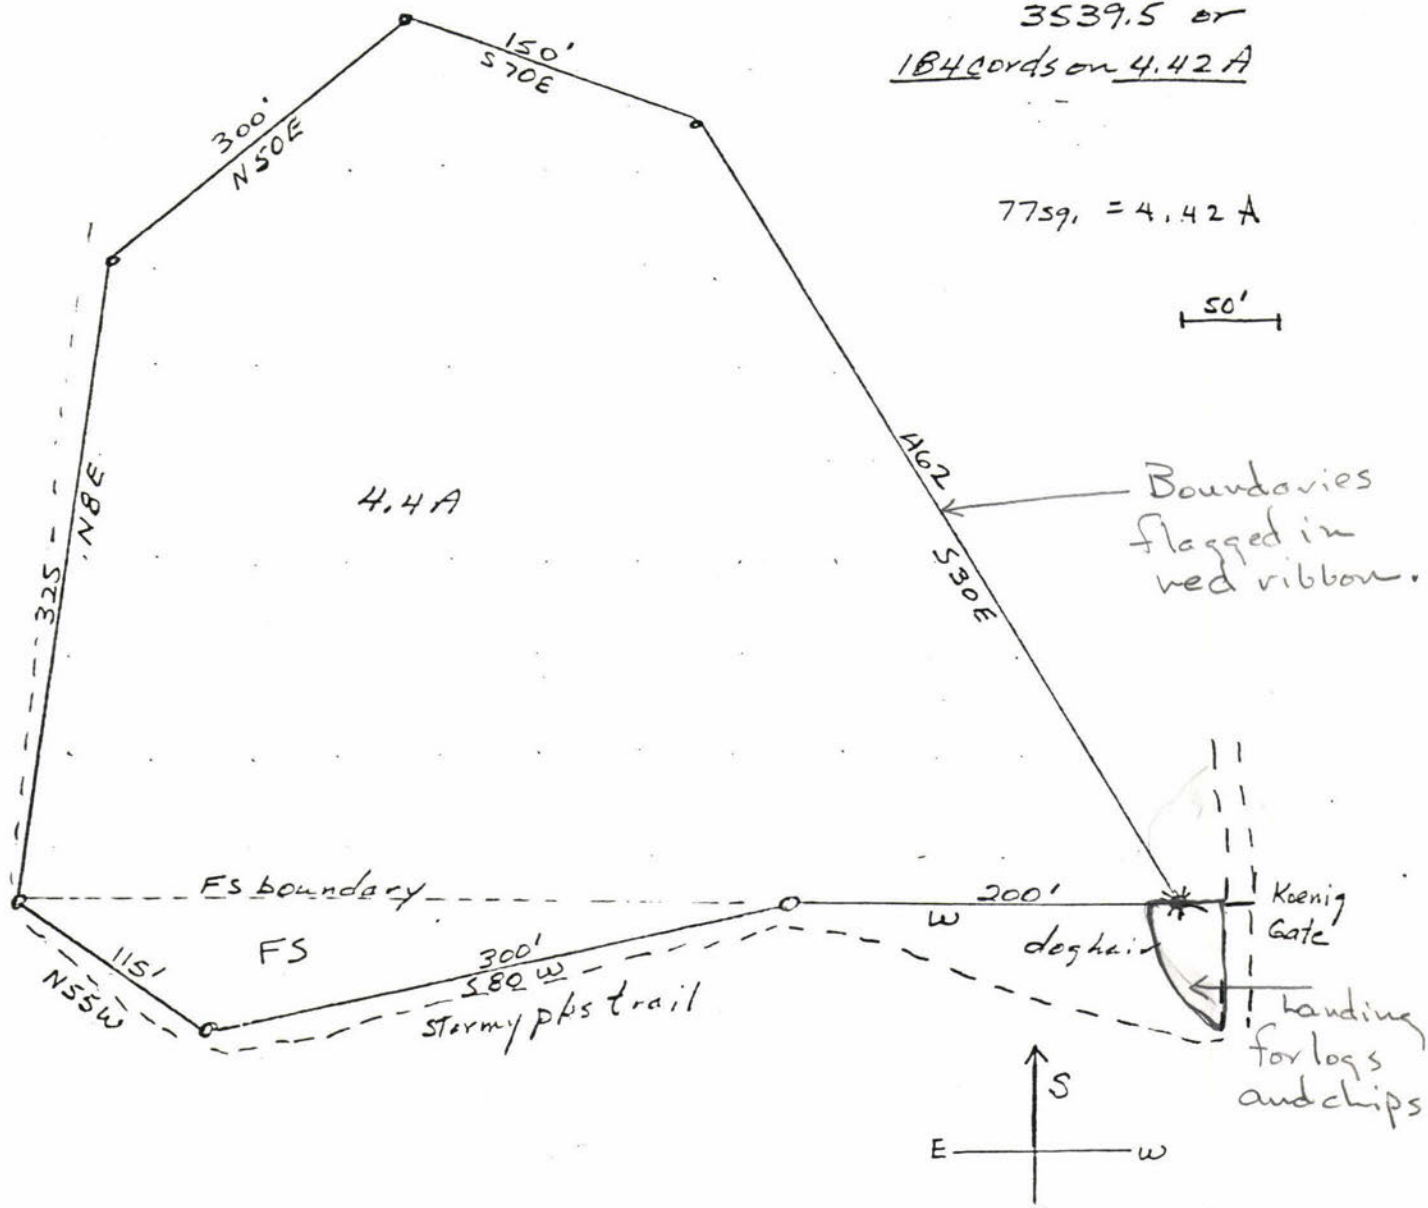 3539.5 or
184 cords on 4.42 A
77sq. = 4.42 A
50'
150'
S70E
300'
N50E
325
N8E
4.4A
462
S30E
Boundaries
flagged in
red ribbon.
FS boundary
FS
200'
W
Koenig
Gate
doghair
115'
N55W
300'
S80W
Stormy pks trail
Landing
for logs
and chips
S
E
W